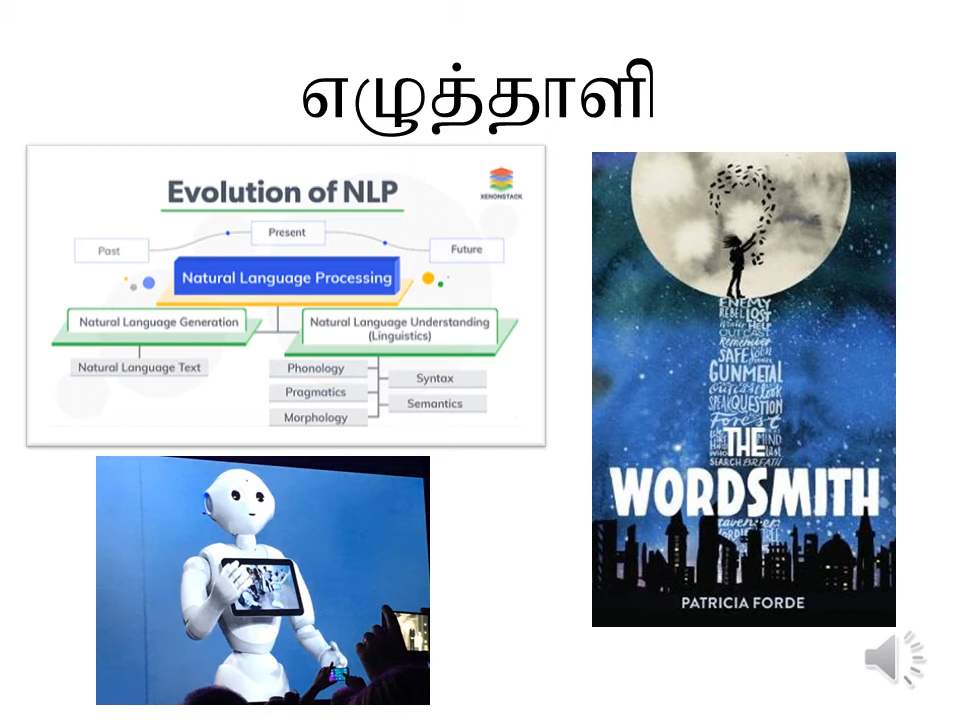 எழுத்தாளி
Evolution of NLP
XENONSTACK
Past
Present
Future
Natural Language Processing
Natural Language Generation
Natural Language Understanding
(Linguistics)
Natural Language Text
Phonology
Syntax
Pragmatics
Semantics
Morphology
ENEMY
REBEL LOST
HELP
OUTCAST
Remember
SAFE
GUNMETAL
SPEAK QUESTION
Forest
THE
MIND
WHO
SEARCH BREATH
WORDSMITH
PATRICIA FORDE